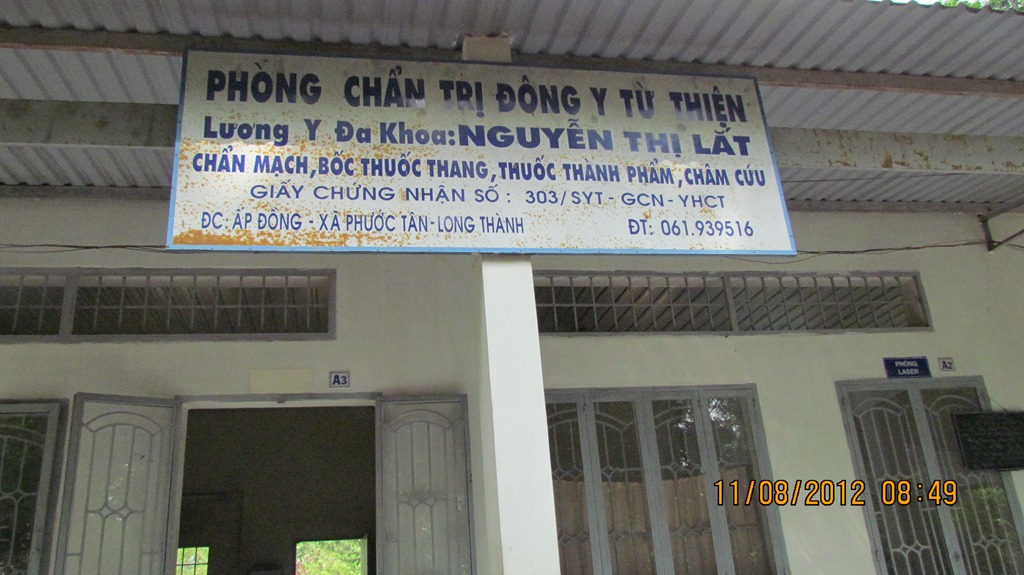 PHÒNG CHẨN TRỊ ĐÔNG Y TỪ THIỆN
Lương Y Đa Khoa: NGUYỄN THỊ LẮT
CHẨN MẠCH, BỐC THUỐC THANG, THUỐC THÀNH PHẨM, CHÂM CỨU
GIẤY CHỨNG NHẬN SỐ: 303/SYT - GCN - YHCT
ĐC: ẤP ĐỒNG - XÃ PHƯỚC TÂN - LONG THÀNH ĐT: 061.939516
A3
PHÒNG
LASER
A2
11/08/2012 08:49